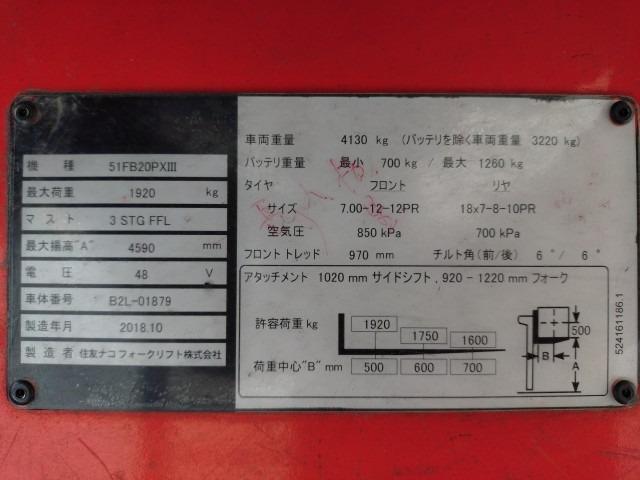 機 種 51FB20PXIII
最大荷重 1920 kg
マスト 3 STG FFL
最大揚高"A" 4590 mm
電 圧 48 V
車体番号 B2L-01879
製造年月 2018.10
製造者 住友ナコフォークリフト株式会社
車両重量 4130 kg (バッテリを除く車両重量 3220 kg)
バッテリ重量 最小 700 kg / 最大 1260 kg
タイヤ フロント リヤ
サイズ 7.00-12-12PR 18x7-8-10PR
空気圧 850 kPa 700 kPa
フロントトレッド 970 mm チルト角(前/後) 6° / 6°
アタッチメント 1020 mm サイドシフト, 920 - 1220 mm フォーク
許容荷重 kg 1920 1750 1600
荷重中心"B" mm 500 600 700
500
B
A
524161186.1